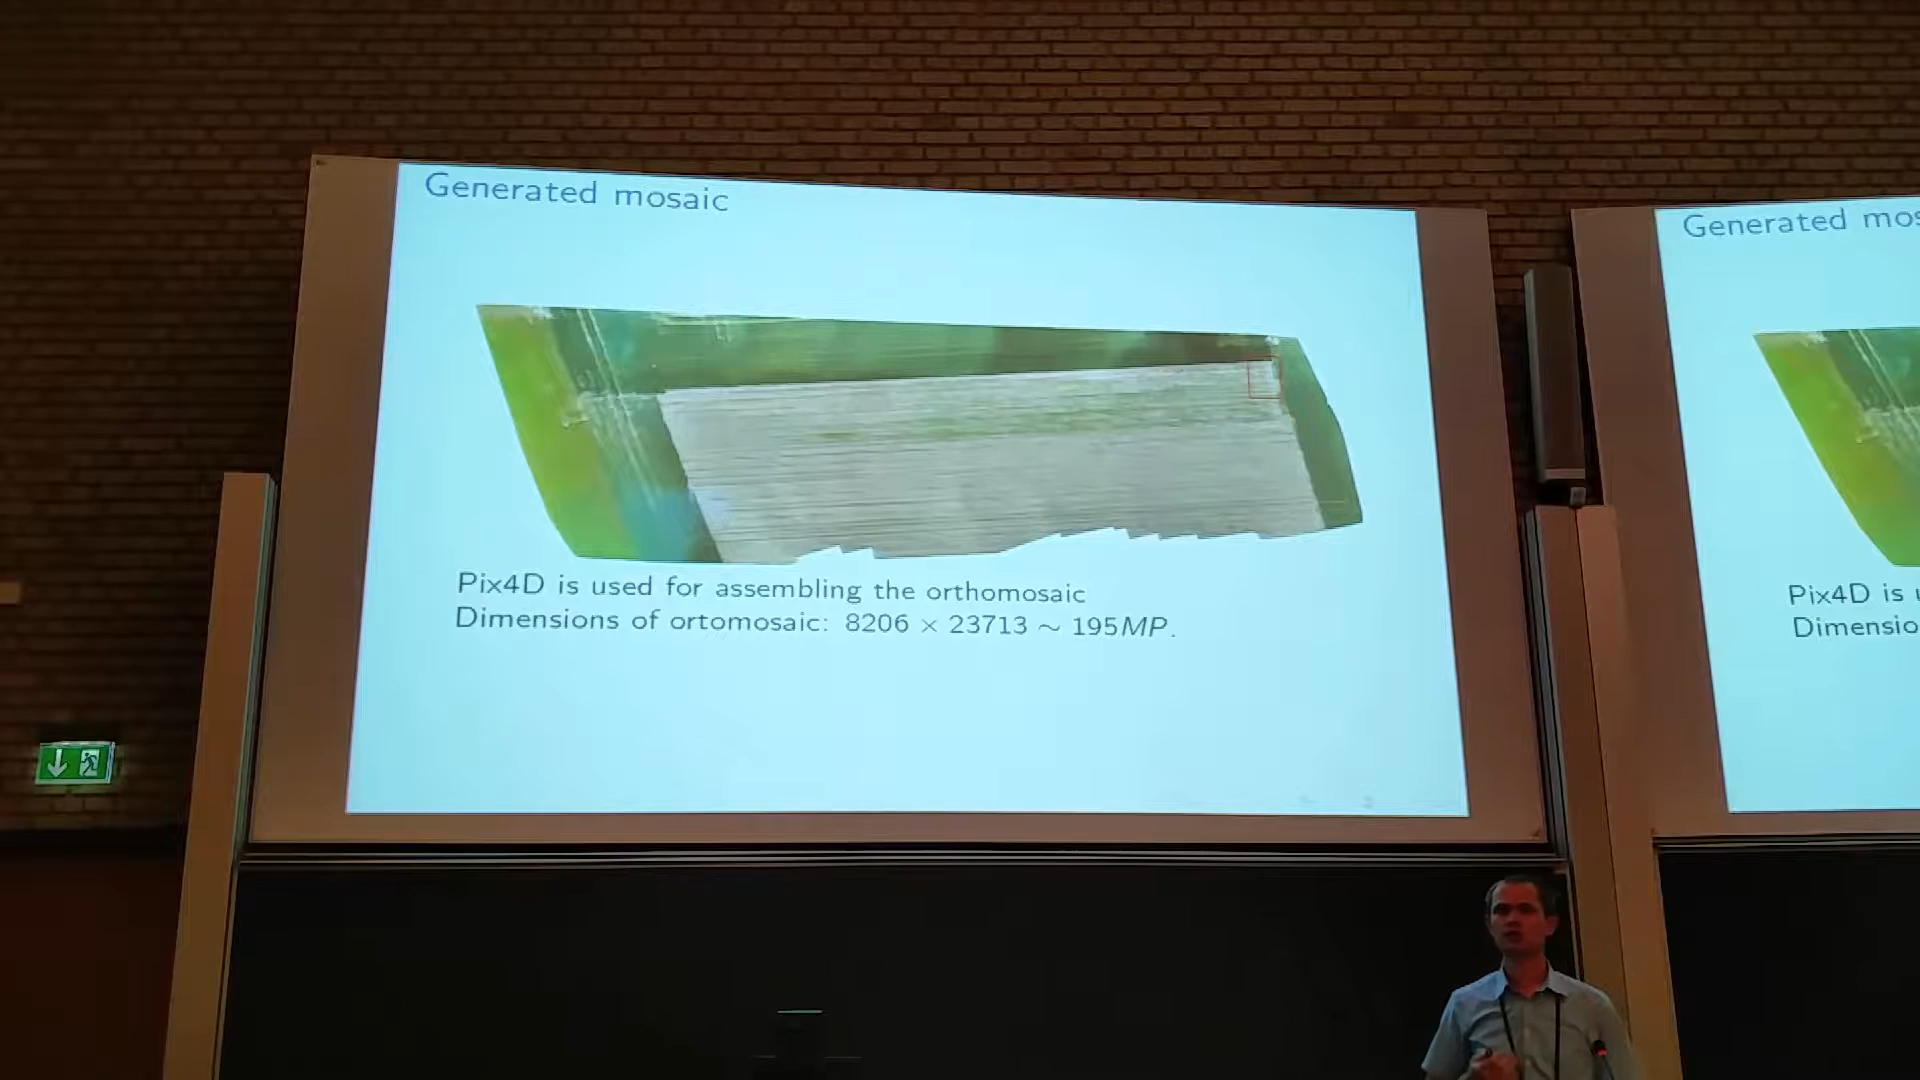 Generated mosaic
Pix4D is used for assembling the orthomosaic
Dimensions of ortomosaic: 8206 × 23713 ∼ 195MP.
Generated mos
Pix4D is
Dimensio